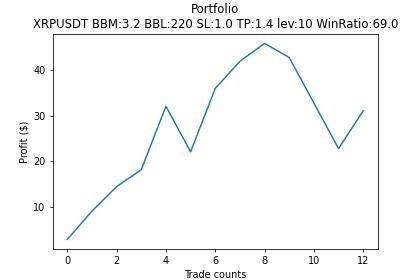 Portfolio
XRPUSDT BBM:3.2 BBL:220 SL:1.0 TP:1.4 lev:10 WinRatio:69.0
40
30
20
10
Profit ($)
0 2 4 6 8 10 12
Trade counts